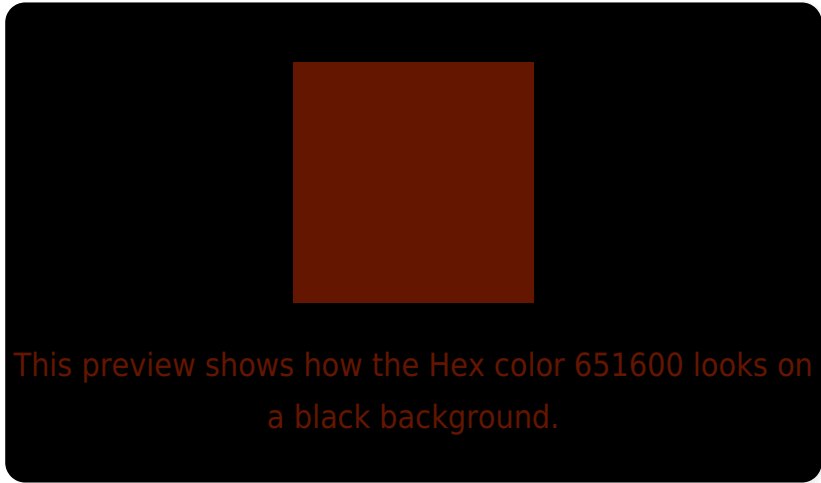 This preview shows how the Hex color 651600 looks on
a black background.